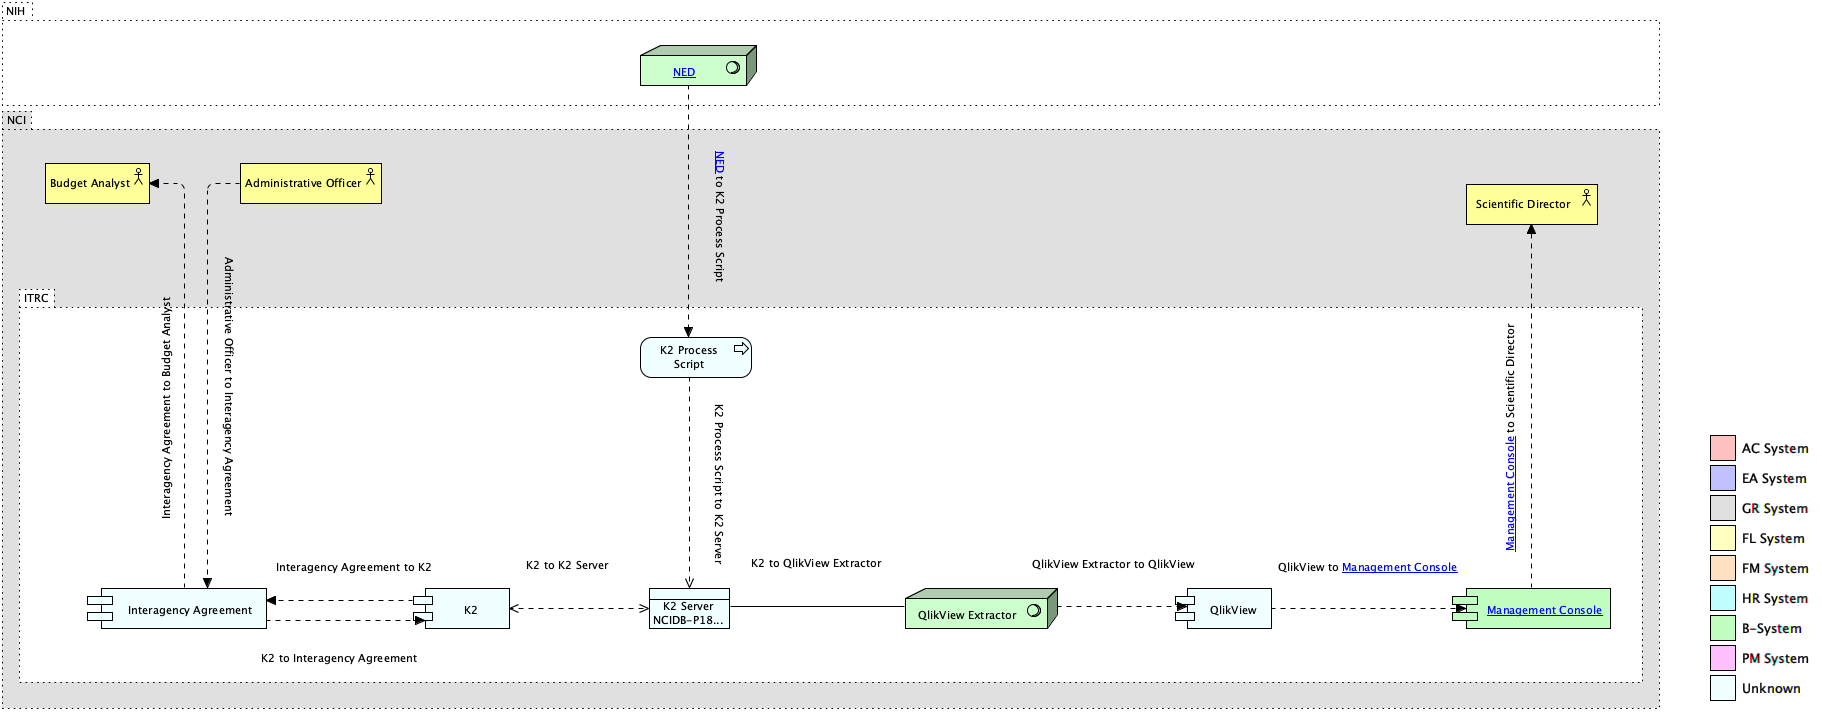 NIH
NED
NCI
Budget Analyst
Administrative Officer
Scientific Director
NED to K2 Process Script
Interagency Agreement to Budget Analyst
Administrative Officer to Interagency Agreement
ITRC
K2 Process
Script
K2 Process Script to K2 Server
Management Console to Scientific Director
Interagency Agreement to K2
K2 to K2 Server
K2 to QlikView Extractor
QlikView Extractor to QlikView
QlikView to Management Console
Interagency Agreement
K2
K2 Server
NCIDB-P18...
QlikView Extractor
QlikView
Management Console
K2 to Interagency Agreement
AC System
EA System
GR System
FL System
FM System
HR System
B-System
PM System
Unknown